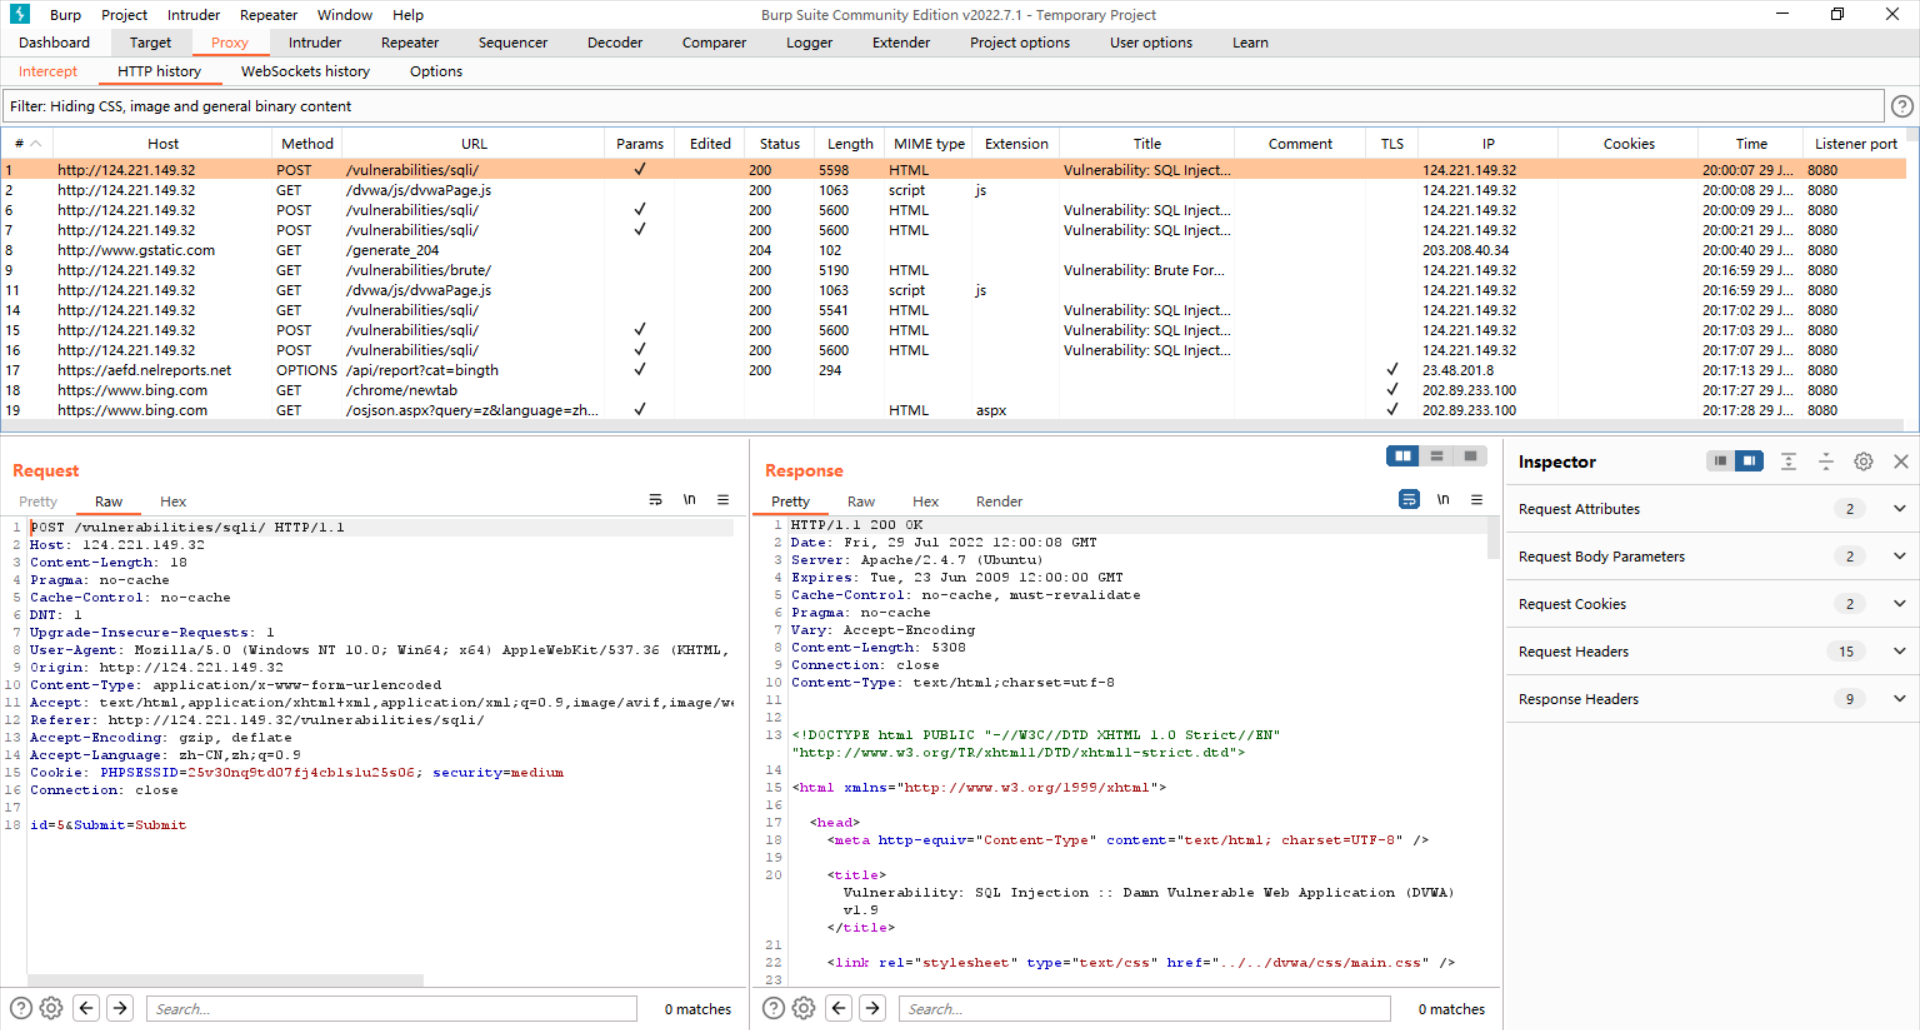 Burp Project Intruder Repeater Window Help Burp Suite Community Edition v2022.7.1 - Temporary Project
Dashboard Target Proxy Intruder Repeater Sequencer Decoder Comparer Logger Extender Project options User options Learn
Intercept HTTP history WebSockets history Options
Filter: Hiding CSS, image and general binary content
# Host Method URL Params Edited Status Length MIME type Extension Title Comment TLS IP Cookies Time Listener port
1 http://124.221.149.32 POST /vulnerabilities/sqli/ ✓ 200 5598 HTML Vulnerability: SQL Inject... 124.221.149.32 20:00:07 29 J... 8080
2 http://124.221.149.32 GET /dvwa/js/dvwaPage.js 200 1063 script js 124.221.149.32 20:00:08 29 J... 8080
6 http://124.221.149.32 POST /vulnerabilities/sqli/ ✓ 200 5600 HTML Vulnerability: SQL Inject... 124.221.149.32 20:00:09 29 J... 8080
7 http://124.221.149.32 POST /vulnerabilities/sqli/ ✓ 200 5600 HTML Vulnerability: SQL Inject... 124.221.149.32 20:00:21 29 J... 8080
8 http://www.gstatic.com GET /generate_204 204 102 203.208.40.34 20:00:40 29 J... 8080
9 http://124.221.149.32 GET /vulnerabilities/brute/ 200 5190 HTML Vulnerability: Brute For... 124.221.149.32 20:16:59 29 J... 8080
11 http://124.221.149.32 GET /dvwa/js/dvwaPage.js 200 1063 script js 124.221.149.32 20:16:59 29 J... 8080
14 http://124.221.149.32 GET /vulnerabilities/sqli/ 200 5541 HTML Vulnerability: SQL Inject... 124.221.149.32 20:17:02 29 J... 8080
15 http://124.221.149.32 POST /vulnerabilities/sqli/ ✓ 200 5600 HTML Vulnerability: SQL Inject... 124.221.149.32 20:17:03 29 J... 8080
16 http://124.221.149.32 POST /vulnerabilities/sqli/ ✓ 200 5600 HTML Vulnerability: SQL Inject... 124.221.149.32 20:17:07 29 J... 8080
17 https://aefd.nelreports.net OPTIONS /api/report?cat=bingth ✓ 200 294 ✓ 23.48.201.8 20:17:13 29 J... 8080
18 https://www.bing.com GET /chrome/newtab ✓ 202.89.233.100 20:17:27 29 J... 8080
19 https://www.bing.com GET /osjson.aspx?query=z&language=zh... ✓ HTML aspx ✓ 202.89.233.100 20:17:28 29 J... 8080
Request
Pretty Raw Hex \n
1 POST /vulnerabilities/sqli/ HTTP/1.1
2 Host: 124.221.149.32
3 Content-Length: 18
4 Pragma: no-cache
5 Cache-Control: no-cache
6 DNT: 1
7 Upgrade-Insecure-Requests: 1
8 User-Agent: Mozilla/5.0 (Windows NT 10.0; Win64; x64) AppleWebKit/537.36 (KHTML,
9 Origin: http://124.221.149.32
10 Content-Type: application/x-www-form-urlencoded
11 Accept: text/html,application/xhtml+xml,application/xml;q=0.9,image/avif,image/we
12 Referer: http://124.221.149.32/vulnerabilities/sqli/
13 Accept-Encoding: gzip, deflate
14 Accept-Language: zh-CN,zh;q=0.9
15 Cookie: PHPSESSID=25v30nq9td07fj4cb1s1u25s06; security=medium
16 Connection: close
17
18 id=5&Submit=Submit
Search... 0 matches
Response
Pretty Raw Hex Render \n
1 HTTP/1.1 200 OK
2 Date: Fri, 29 Jul 2022 12:00:08 GMT
3 Server: Apache/2.4.7 (Ubuntu)
4 Expires: Tue, 23 Jun 2009 12:00:00 GMT
5 Cache-Control: no-cache, must-revalidate
6 Pragma: no-cache
7 Vary: Accept-Encoding
8 Content-Length: 5308
9 Connection: close
10 Content-Type: text/html;charset=utf-8
11
12
13 <!DOCTYPE html PUBLIC "-//W3C//DTD XHTML 1.0 Strict//EN"
"http://www.w3.org/TR/xhtml1/DTD/xhtml1-strict.dtd">
14
15 <html xmlns="http://www.w3.org/1999/xhtml">
16
17 <head>
18 <meta http-equiv="Content-Type" content="text/html; charset=UTF-8" />
19
20 <title>
Vulnerability: SQL Injection :: Damn Vulnerable Web Application (DVWA)
v1.9
</title>
21
22 <link rel="stylesheet" type="text/css" href="../../dvwa/css/main.css" />
23
Search... 0 matches
Inspector
Request Attributes 2
Request Body Parameters 2
Request Cookies 2
Request Headers 15
Response Headers 9